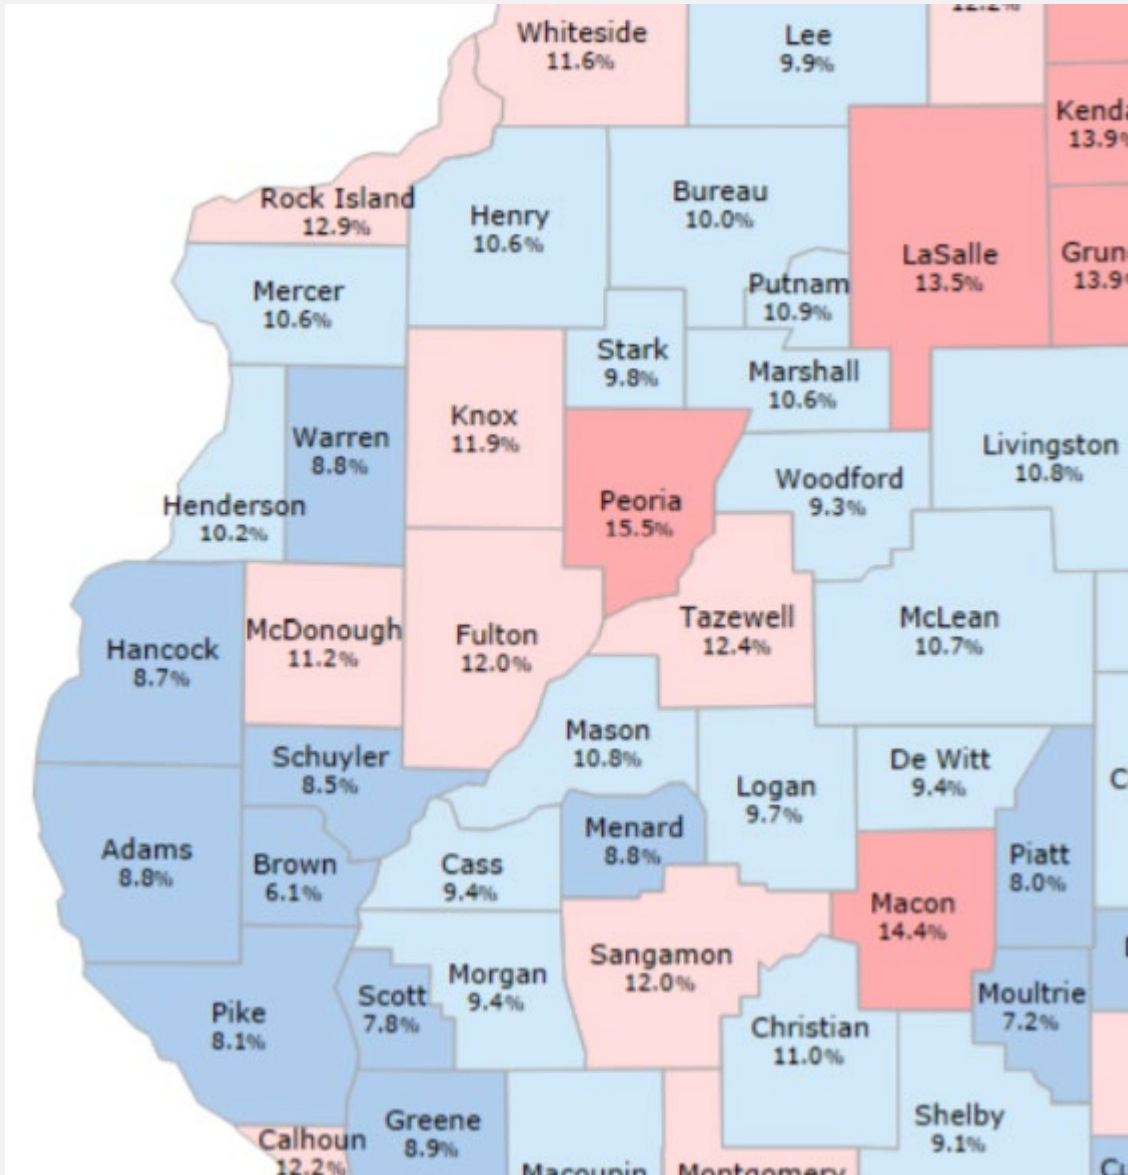 12.2%
Whiteside
11.6%
Lee
9.9%
Kenda
13.9%
Rock Island
12.9%
Henry
10.6%
Bureau
10.0%
LaSalle
13.5%
Grun
13.9%
Mercer
10.6%
Putnam
10.9%
Stark
9.8%
Marshall
10.6%
Knox
11.9%
Warren
8.8%
Livingston
10.8%
Woodford
9.3%
Peoria
15.5%
Henderson
10.2%
Tazewell
12.4%
McLean
10.7%
McDonough
11.2%
Fulton
12.0%
Hancock
8.7%
Mason
10.8%
De Witt
9.4%
Schuyler
8.5%
Logan
9.7%
C
Menard
8.8%
Adams
8.8%
Brown
6.1%
Cass
9.4%
Piatt
8.0%
Macon
14.4%
Sangamon
12.0%
Morgan
9.4%
Scott
7.8%
Moultrie
7.2%
Pike
8.1%
Christian
11.0%
Shelby
9.1%
Greene
8.9%
Calhoun
12.2%
Macoupin
Montgomery